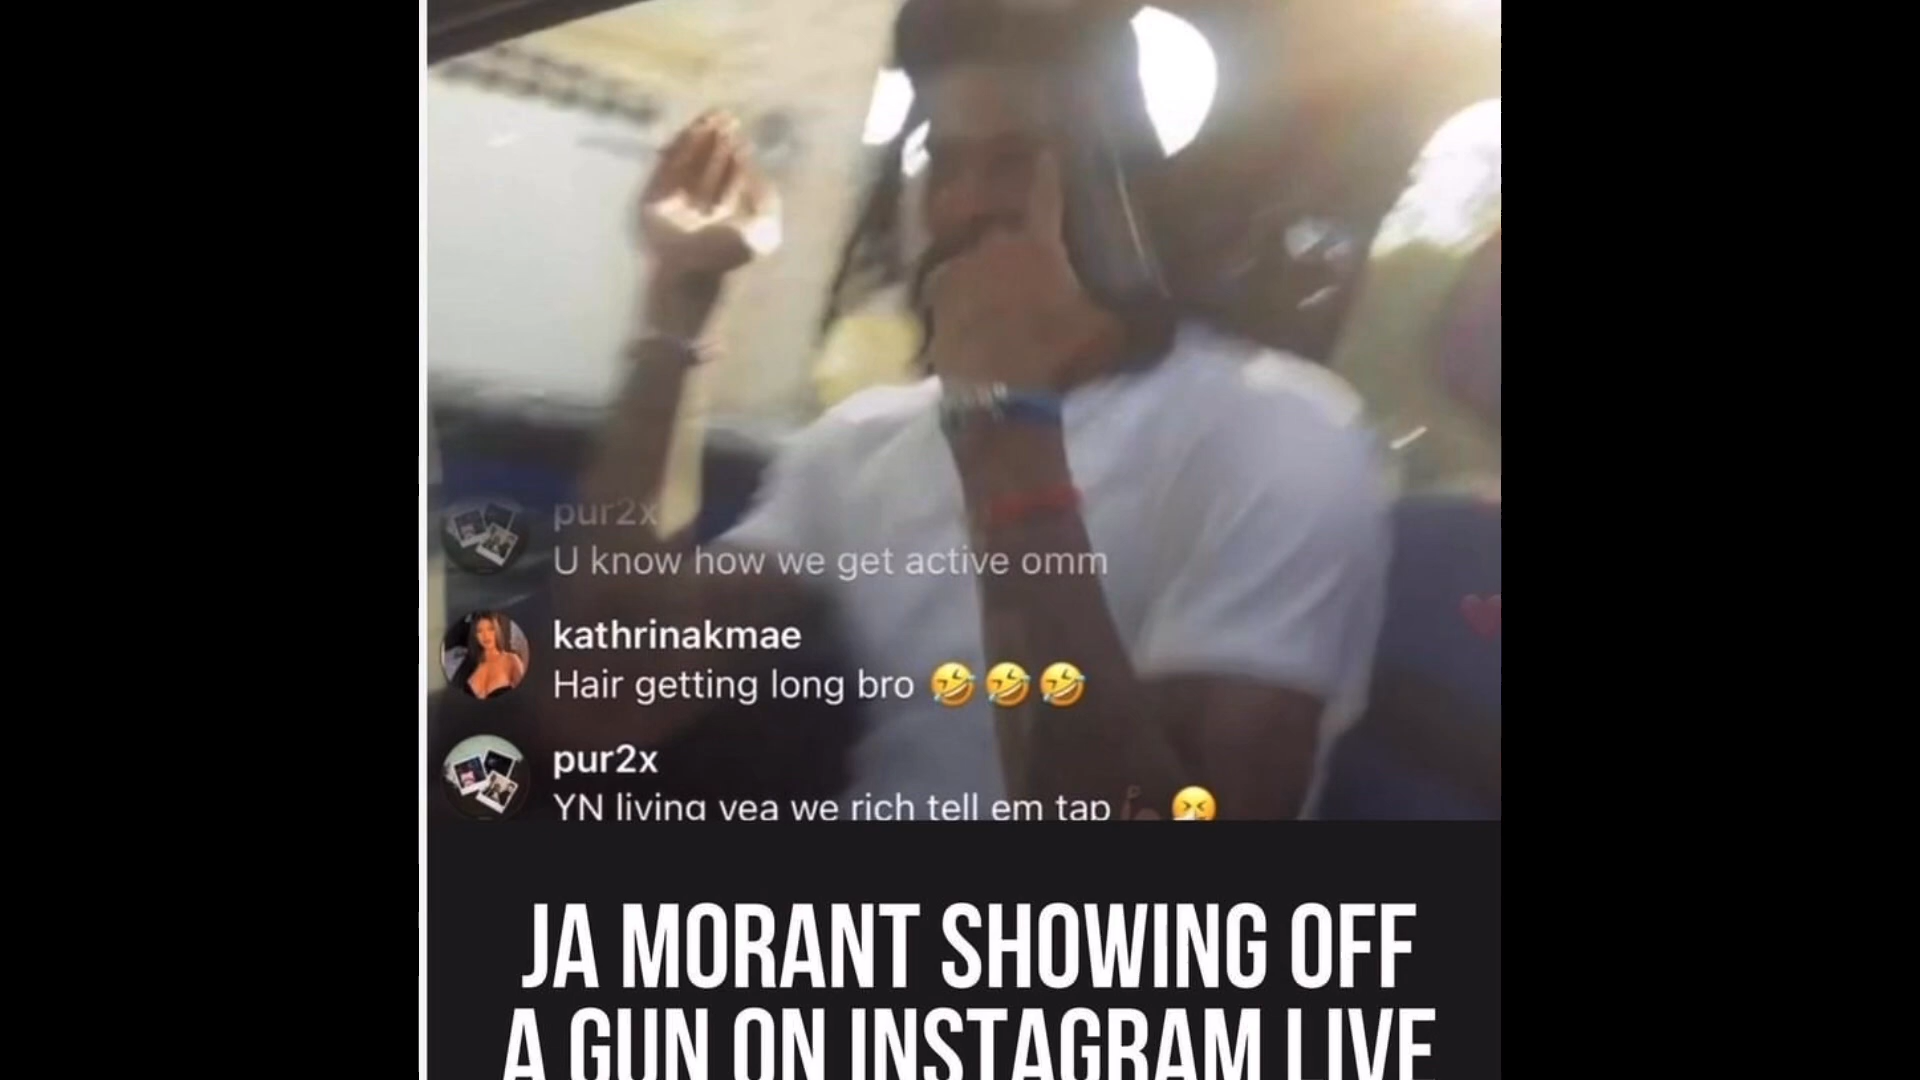 pur2x
U know how we get active omm
kathrinakmae
Hair getting long bro 🤣🤣🤣
pur2x
YN living yea we rich tell em tap 🤧
JA MORANT SHOWING OFF
A GUN ON INSTAGRAM LIVE